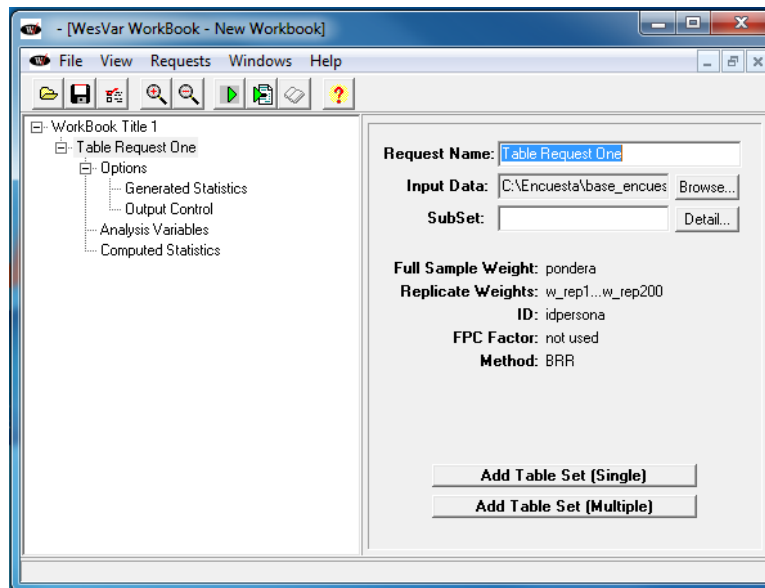 - [WesVar WorkBook - New Workbook]
File View Requests Windows Help
WorkBook Title 1
Table Request One
Options
Generated Statistics
Output Control
Analysis Variables
Computed Statistics
Request Name: Table Request One
Input Data: C:\Encuesta\base_encues Browse...
SubSet: Detail...
Full Sample Weight: pondera
Replicate Weights: w_rep1...w_rep200
ID: idpersona
FPC Factor: not used
Method: BRR
Add Table Set (Single)
Add Table Set (Multiple)